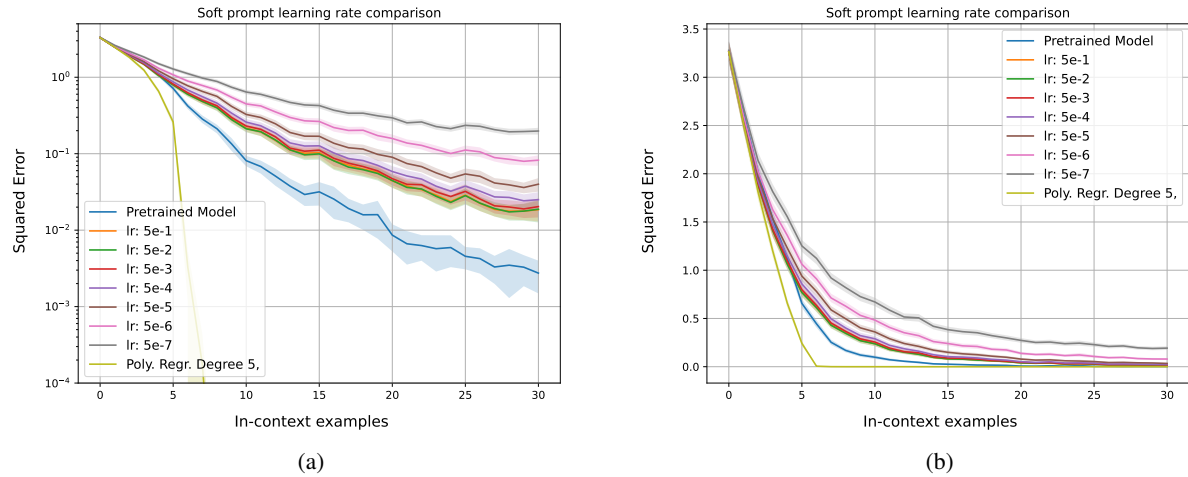 Soft prompt learning rate comparison
Squared Error
10⁰
10⁻¹
10⁻²
10⁻³
10⁻⁴
Pretrained Model
lr: 5e-1
lr: 5e-2
lr: 5e-3
lr: 5e-4
lr: 5e-5
lr: 5e-6
lr: 5e-7
Poly. Regr. Degree 5,
0 5 10 15 20 25 30
In-context examples
(a)
Soft prompt learning rate comparison
Squared Error
3.5
3.0
2.5
2.0
1.5
1.0
0.5
0.0
Pretrained Model
lr: 5e-1
lr: 5e-2
lr: 5e-3
lr: 5e-4
lr: 5e-5
lr: 5e-6
lr: 5e-7
Poly. Regr. Degree 5,
0 5 10 15 20 25 30
In-context examples
(b)